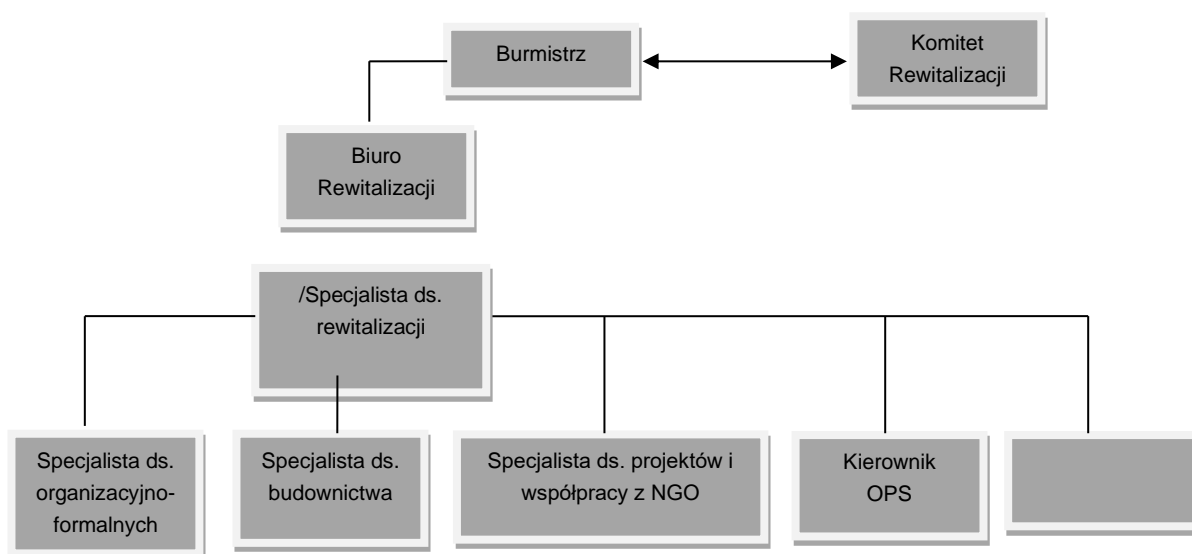 Burmistrz
Komitet
Rewitalizacji
Biuro
Rewitalizacji
/Specjalista ds.
rewitalizacji
Specjalista ds.
organizacyjno-
formalnych
Specjalista ds.
budownictwa
Specjalista ds. projektów i
współpracy z NGO
Kierownik
OPS